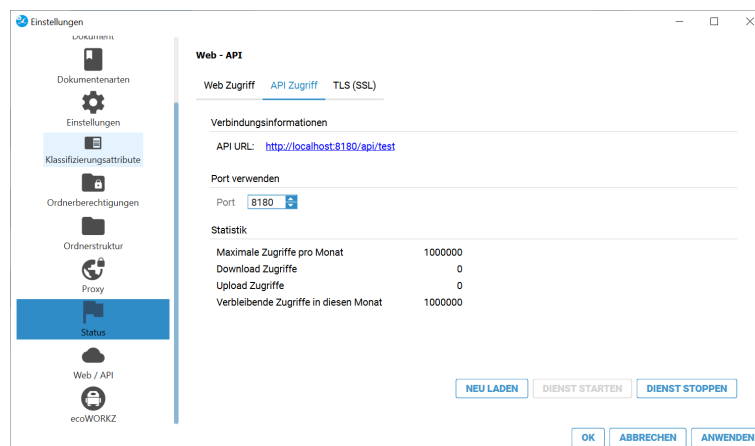 Einstellungen
Dokument
Dokumentenarten
Einstellungen
Klassifizierungsattribute
Ordnerberechtigungen
Ordnerstruktur
Proxy
Status
Web / API
ecoWORKZ
Web - API
Web Zugriff API Zugriff TLS (SSL)
Verbindungsinformationen
API URL: http://localhost:8180/api/test
Port verwenden
Port 8180
Statistik
Maximale Zugriffe pro Monat 1000000
Download Zugriffe 0
Upload Zugriffe 0
Verbleibende Zugriffe in diesen Monat 1000000
NEU LADEN DIENST STARTEN DIENST STOPPEN
OK ABBRECHEN ANWENDEN